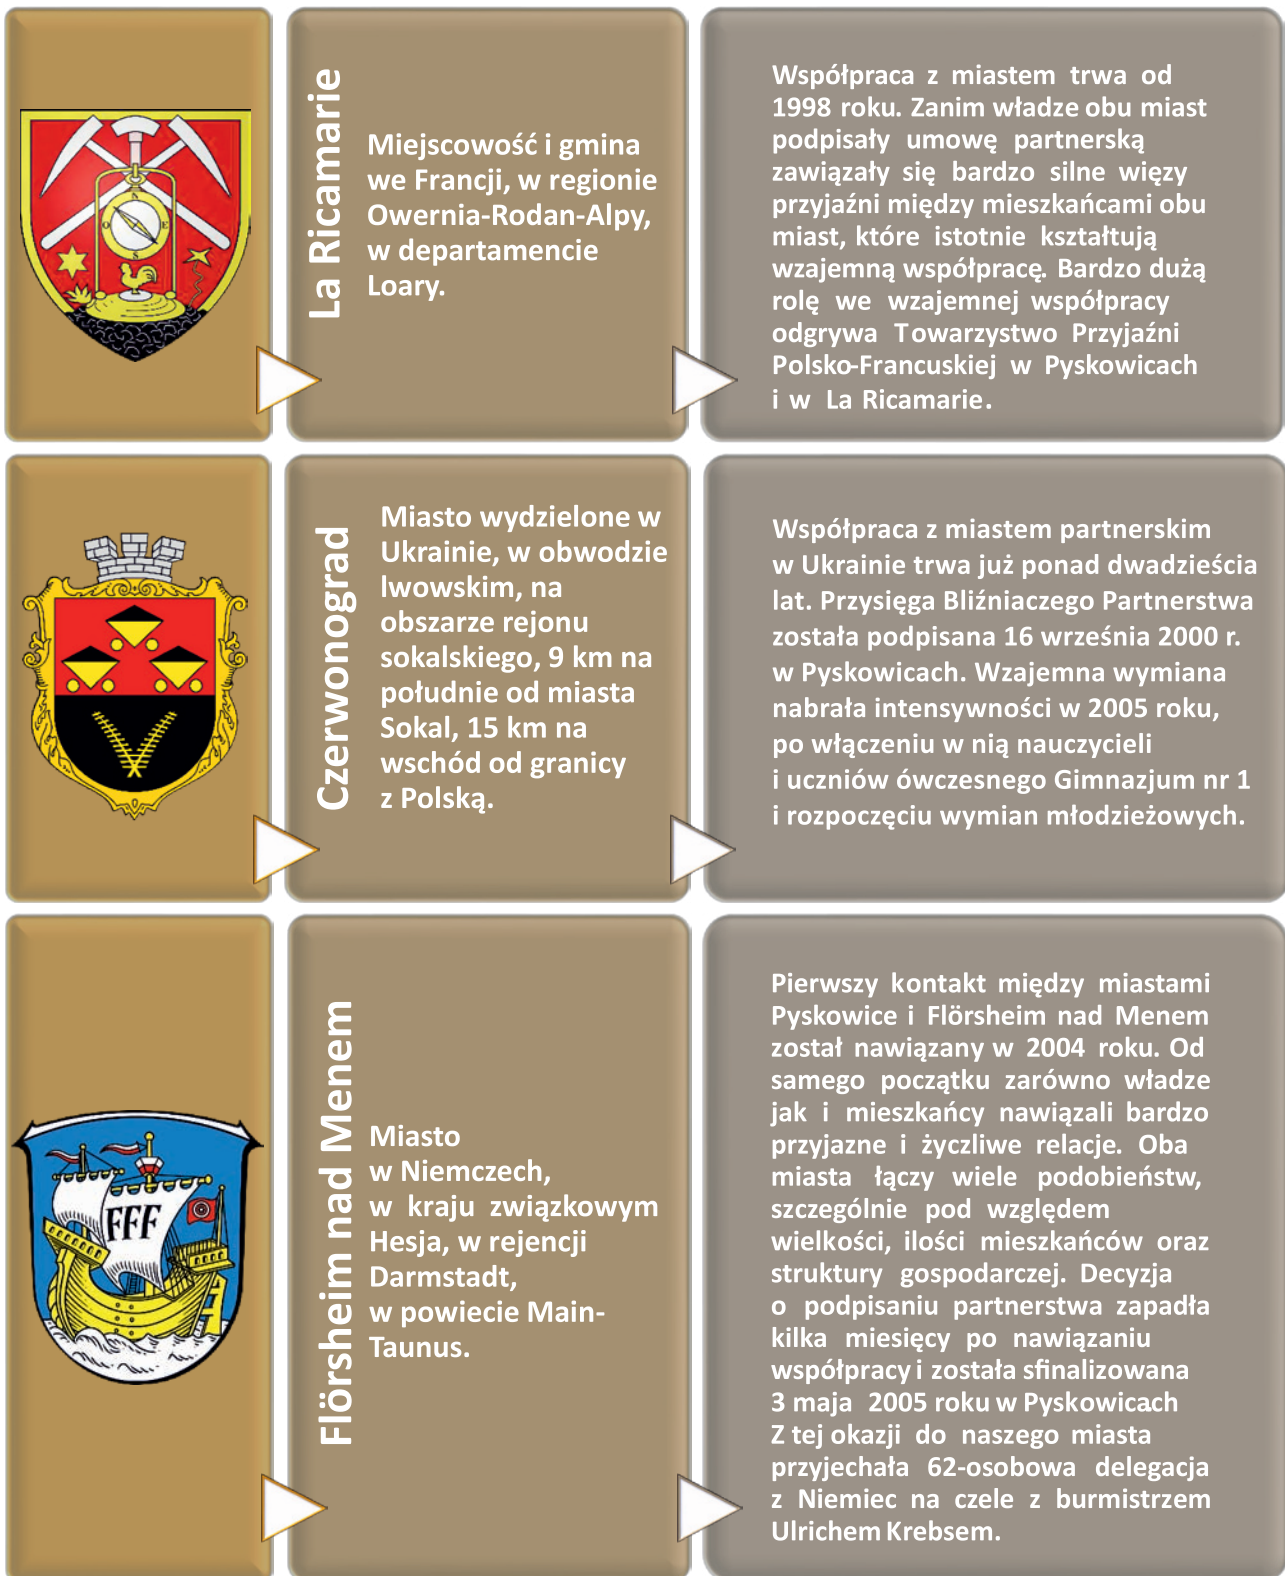 La Ricamarie
Miejscowość i gmina
we Francji, w regionie
Owernia-Rodan-Alpy,
w departamencie
Loary.
Współpraca z miastem trwa od
1998 roku. Zanim władze obu miast
podpisały umowę partnerską
zawiązały się bardzo silne więzy
przyjaźni między mieszkańcami obu
miast, które istotnie kształtują
wzajemną współpracę. Bardzo dużą
rolę we wzajemnej współpracy
odgrywa Towarzystwo Przyjaźni
Polsko-Francuskiej w Pyskowicach
i w La Ricamarie.
Czerwonograd
Miasto wydzielone w
Ukrainie, w obwodzie
lwowskim, na
obszarze rejonu
sokalskiego, 9 km na
południe od miasta
Sokal, 15 km na
wschód od granicy
z Polską.
Współpraca z miastem partnerskim
w Ukrainie trwa już ponad dwadzieścia
lat. Przysięga Bliźniaczego Partnerstwa
została podpisana 16 września 2000 r.
w Pyskowicach. Wzajemna wymiana
nabrała intensywności w 2005 roku,
po włączeniu w nią nauczycieli
i uczniów ówczesnego Gimnazjum nr 1
i rozpoczęciu wymian młodzieżowych.
FFF
Flörsheim nad Menem
Miasto
w Niemczech,
w kraju związkowym
Hesja, w rejencji
Darmstadt,
w powiecie Main-
Taunus.
Pierwszy kontakt między miastami
Pyskowice i Flörsheim nad Menem
został nawiązany w 2004 roku. Od
samego początku zarówno władze
jak i mieszkańcy nawiązali bardzo
przyjazne i życzliwe relacje. Oba
miasta łączy wiele podobieństw,
szczególnie pod względem
wielkości, ilości mieszkańców oraz
struktury gospodarczej. Decyzja
o podpisaniu partnerstwa zapadła
kilka miesięcy po nawiązaniu
współpracy i została sfinalizowana
3 maja 2005 roku w Pyskowicach
Z tej okazji do naszego miasta
przyjechała 62-osobowa delegacja
z Niemiec na czele z burmistrzem
Ulrichem Krebsem.